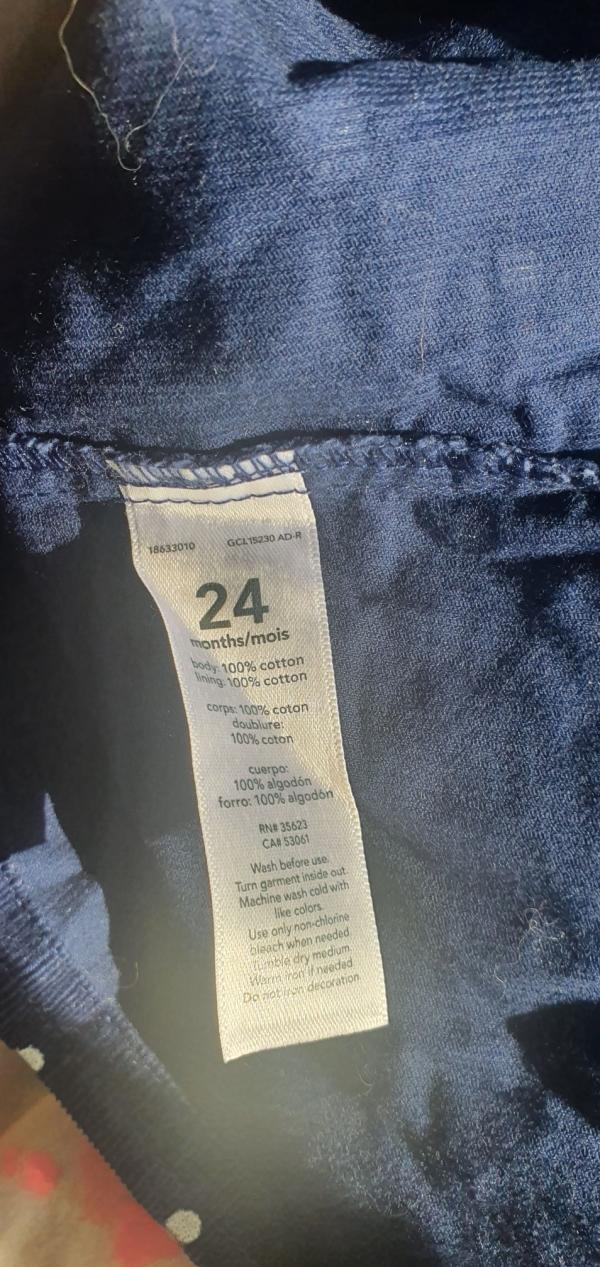 18633010 GCL15230 AD-R
24
months/mois
body: 100% cotton
lining: 100% cotton
corps: 100% coton
doublure:
100% coton
cuerpo:
100% algodón
forro: 100% algodón
RN# 35623
CA# 53061
Wash before use.
Turn garment inside out.
Machine wash cold with
like colors.
Use only non-chlorine
bleach when needed.
Tumble dry medium.
Warm iron if needed.
Do not iron decoration.